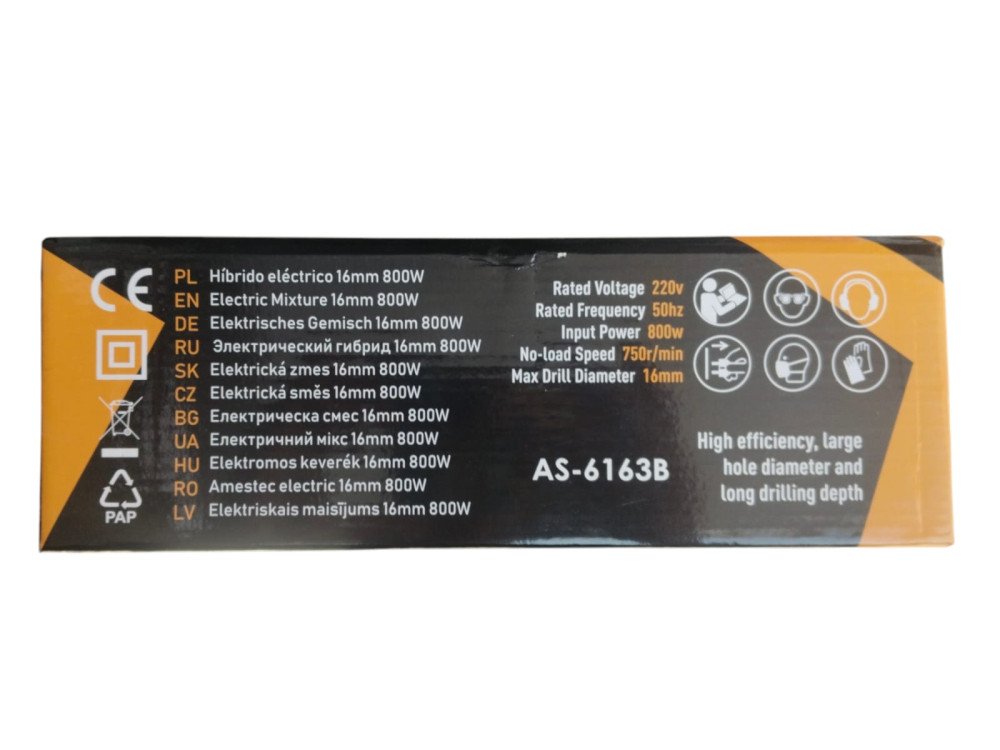 CE
PL Híbrido eléctrico 16mm 800W
EN Electric Mixture 16mm 800W
DE Elektrisches Gemisch 16mm 800W
RU Электрический гибрид 16mm 800W
SK Elektrická zmes 16mm 800W
CZ Elektrická směs 16mm 800W
BG Електрическа смес 16mm 800W
UA Електричний мікс 16mm 800W
HU Elektromos keverék 16mm 800W
RO Amestec electric 16mm 800W
LV Elektriskais maisījums 16mm 800W
PAP
Rated Voltage 220v
Rated Frequency 50hz
Input Power 800w
No-load Speed 750r/min
Max Drill Diameter 16mm
AS-6163B
High efficiency, large
hole diameter and
long drilling depth